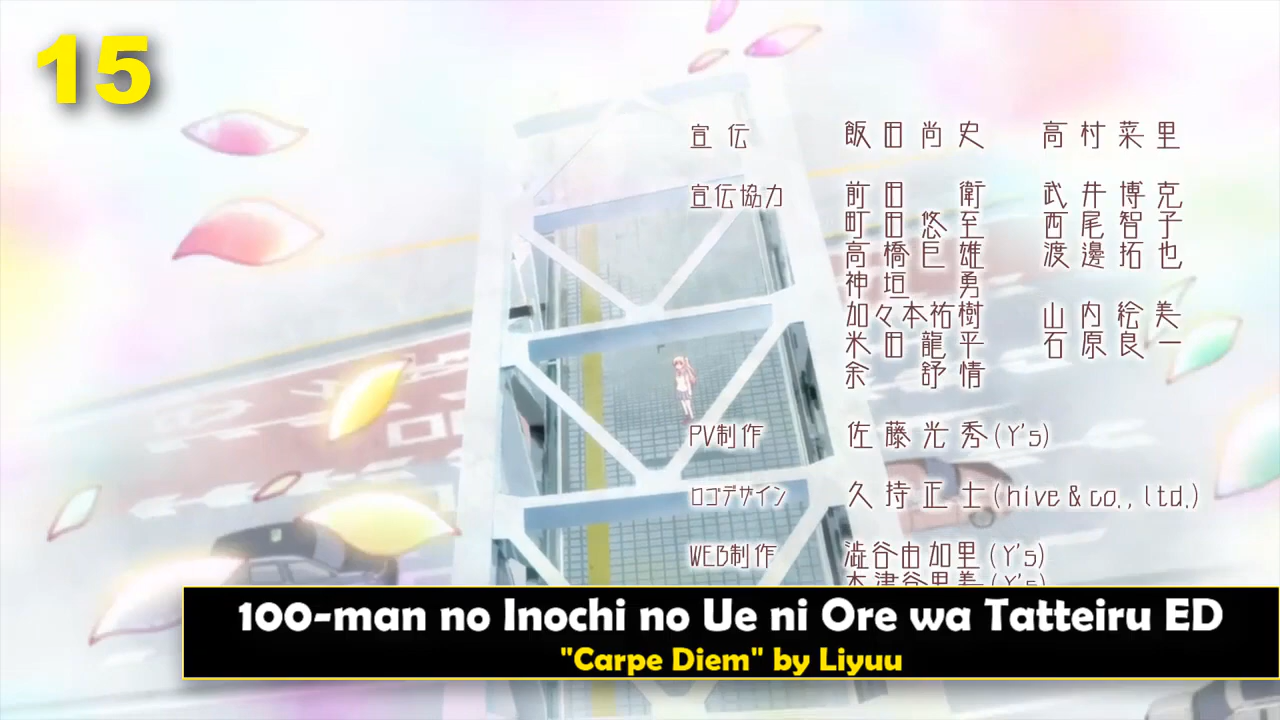 15
宣伝 飯田尚史 高村菜里
宣伝協力 前田 衛 武井博克
町田悠至 西尾智子
高橋巨雄 渡邊拓也
神垣 勇
加々本祐樹 山内絵美
米田龍平 石原良一
余 舒情
PV制作 佐藤光秀(Y's)
ロゴデザイン 久持正士(hive & co., ltd.)
WEB制作 澁谷由加里(Y's)
木津谷里美(Y's)
100-man no Inochi no Ue ni Ore wa Tatteiru ED
"Carpe Diem" by Liyuu